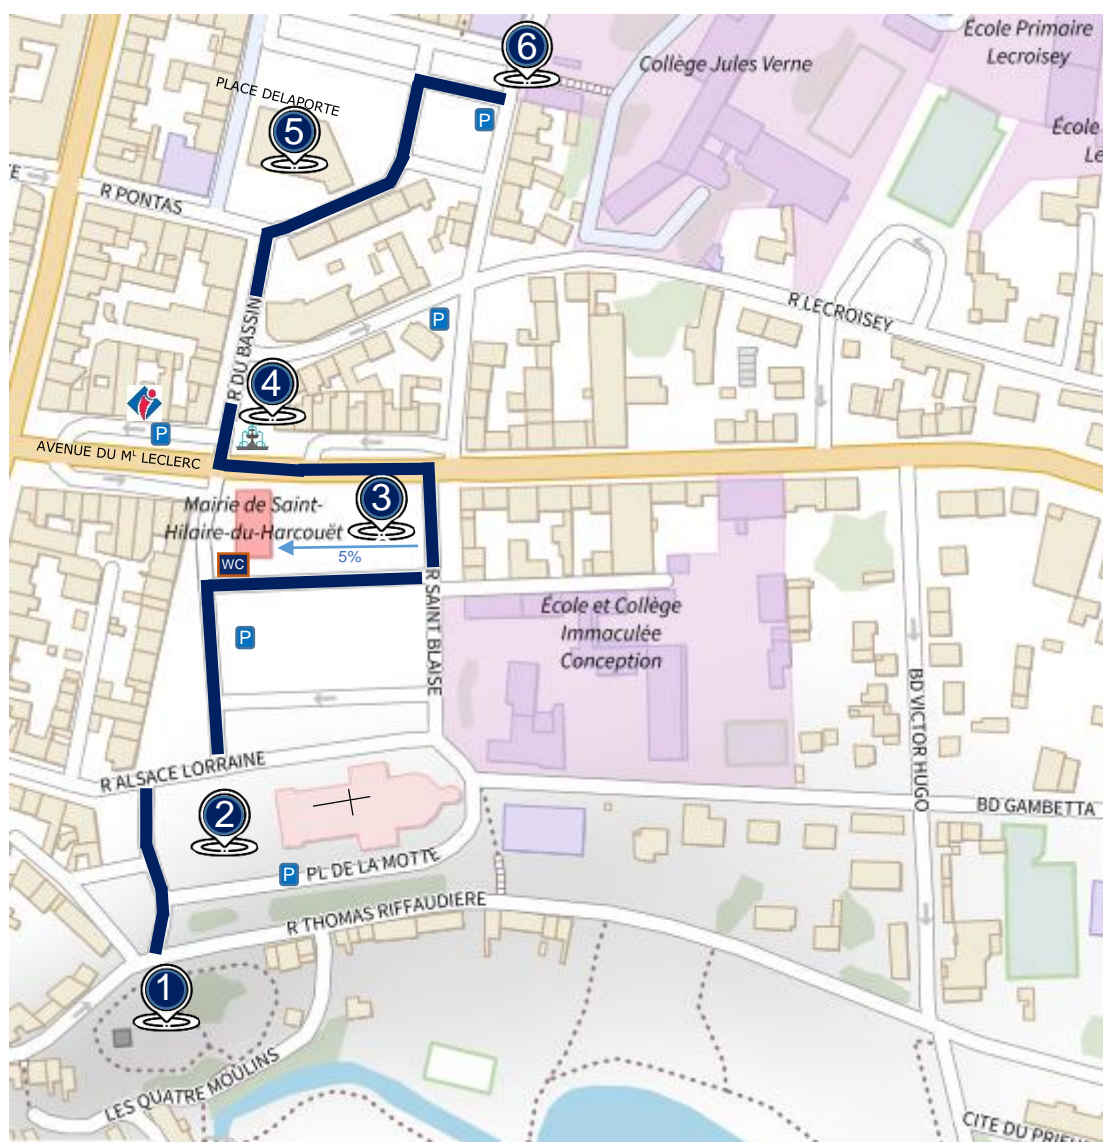 6
École Primaire
Lecroisey
Collège Jules Verne
PLACE DELAPORTE
P
5
École
Le
TE
R PONTAS
R LECROISEY
P
R DU BASSIN
4
P
AVENUE DU Mᴸ LECLERC
3
Mairie de Saint-
Hilaire-du-Harcouët
5%
WC
R SAINT BLAISE
École et Collège
Immaculée
Conception
P
BD VICTOR HUGO
R ALSACE LORRAINE
2
BD GAMBETTA
P
PL DE LA MOTTE
R THOMAS RIFFAUDIERE
1
LES QUATRE MOULINS
CITE DU PRIEU